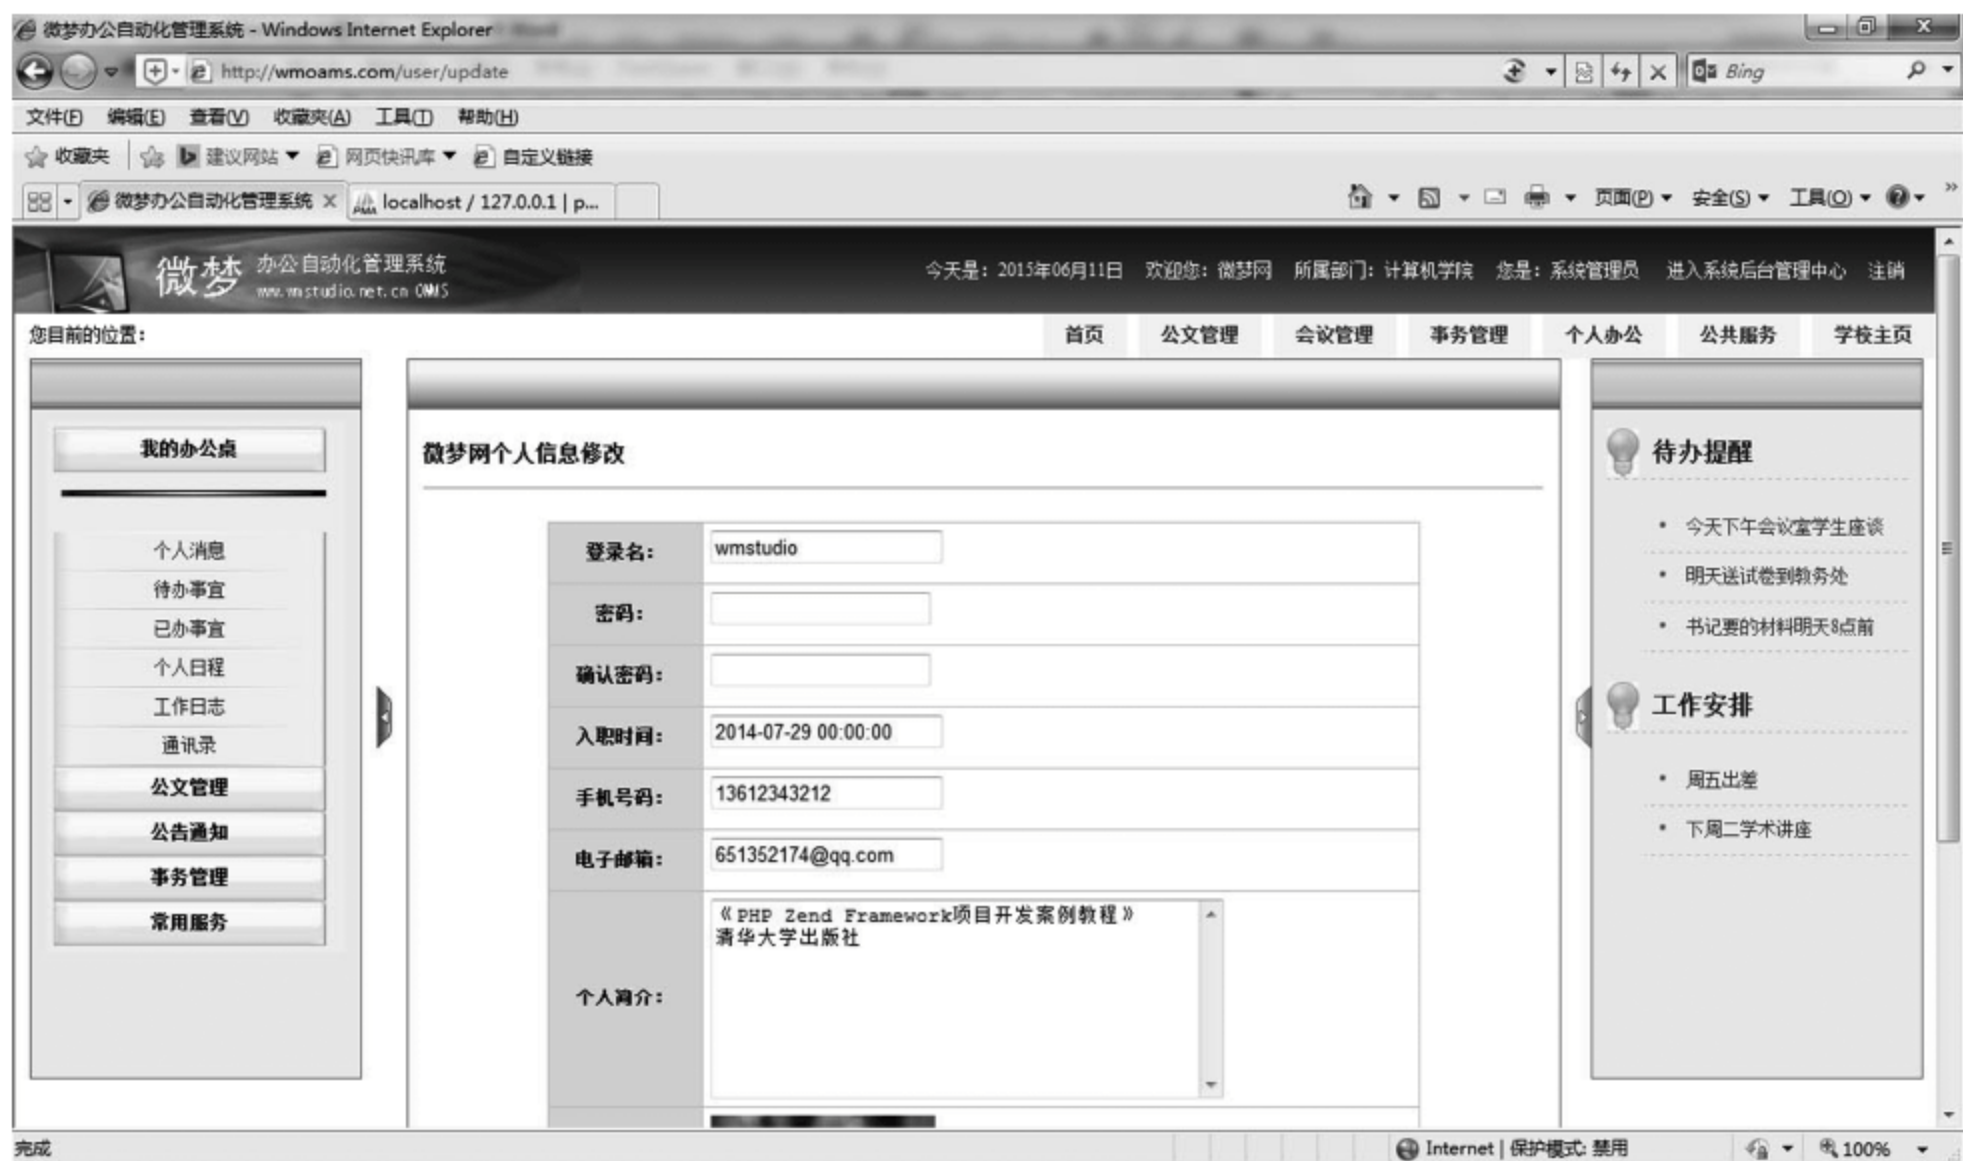 微梦办公自动化管理系统 - Windows Internet Explorer
http://wmoams.com/user/update
Bing
文件(F) 编辑(E) 查看(V) 收藏夹(A) 工具(T) 帮助(H)
收藏夹 建议网站 网页快讯库 自定义链接
微梦办公自动化管理系统 localhost / 127.0.0.1 | p...
页面(P) 安全(S) 工具(O)
微梦 办公自动化管理系统
www.wmstudio.net.cn OAMS
今天是：2015年06月11日 欢迎您：微梦网 所属部门：计算机学院 您是：系统管理员 进入系统后台管理中心 注销
您目前的位置：
首页 公文管理 会议管理 事务管理 个人办公 公共服务 学校主页
我的办公桌
个人消息
待办事宜
已办事宜
个人日程
工作日志
通讯录
公文管理
公告通知
事务管理
常用服务
微梦网个人信息修改
登录名： wmstudio
密码：
确认密码：
入职时间： 2014-07-29 00:00:00
手机号码： 13612343212
电子邮箱： 651352174@qq.com
个人简介：
《PHP Zend Framework项目开发案例教程》
清华大学出版社
待办提醒
今天下午会议室学生座谈
明天送试卷到教务处
书记要的材料明天8点前
工作安排
周五出差
下周二学术讲座
完成
Internet | 保护模式: 禁用
100%